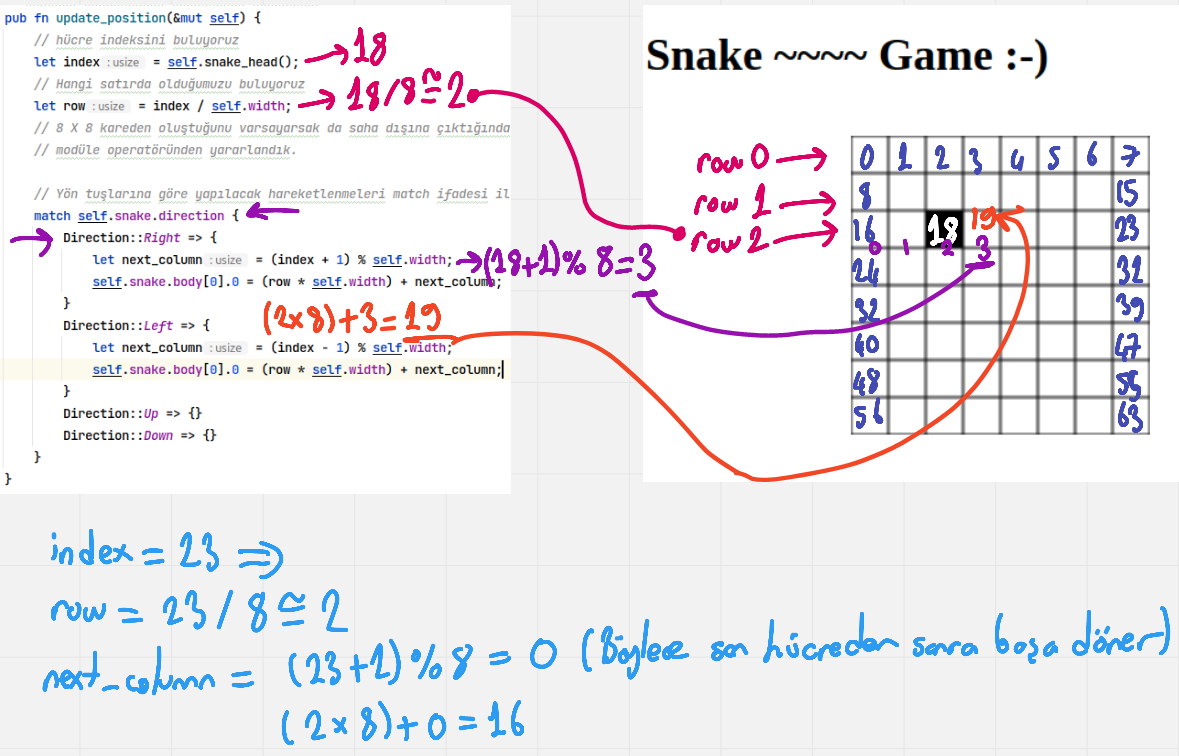 pub fn update_position(&mut self) {
// hücre indeksini buluyoruz
let index : usize = self.snake_head(); → 18
// Hangi satırda olduğumuzu buluyoruz
let row : usize = index / self.width; → 18/8 ≅ 2
// 8 X 8 kareden oluştuğunu varsayarsak da saha dışına çıktığında
// modüle operatöründen yararlandık.
// Yön tuşlarına göre yapılacak hareketlenmeleri match ifadesi il
match self.snake.direction {
Direction::Right => {
let next_column : usize = (index + 1) % self.width; → (18+1)% 8=3
self.snake.body[0].0 = (row * self.width) + next_column;
}
(2x8)+3=19
Direction::Left => {
let next_column : usize = (index - 1) % self.width;
self.snake.body[0].0 = (row * self.width) + next_column;
}
Direction::Up => {}
Direction::Down => {}
}
}
Snake ~~~~ Game :-)
row 0 → 0 1 2 3 4 5 6 7
row 1 → 8 15
row 2 → 16 18 19 23
0 1 2 3
24 31
32 39
40 47
48 55
56 63
index = 23 ⇒
row = 23 / 8 ≅ 2
next_column = (23+1) % 8 = 0 (Böylece son hücreden sonra başa döner)
(2x8)+0=16